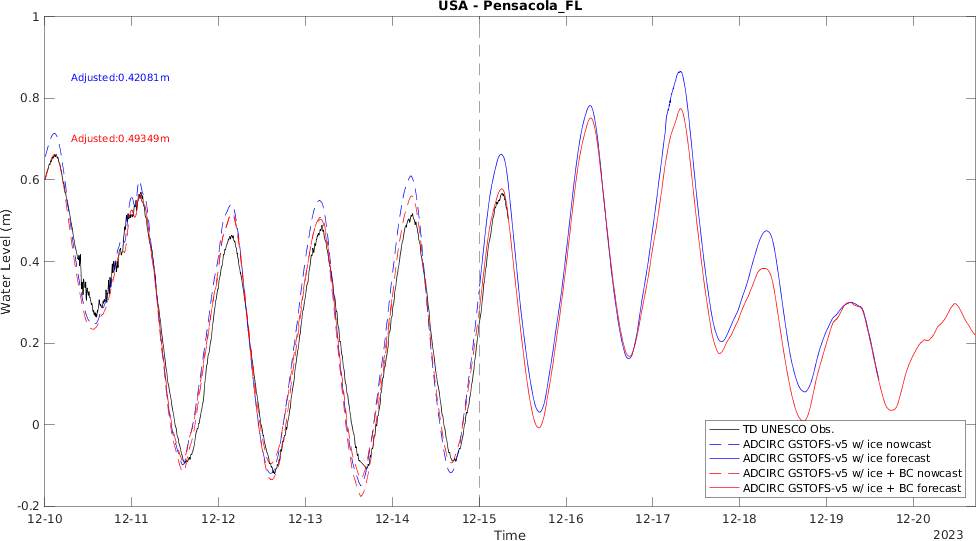 USA - Pensacola_FL
1
0.8
0.6
0.4
0.2
0
-0.2
Water Level (m)
Adjusted:0.42081m
Adjusted:0.49349m
TD UNESCO Obs.
ADCIRC GSTOFS-v5 w/ ice nowcast
ADCIRC GSTOFS-v5 w/ ice forecast
ADCIRC GSTOFS-v5 w/ ice + BC nowcast
ADCIRC GSTOFS-v5 w/ ice + BC forecast
12-10 12-11 12-12 12-13 12-14 12-15 12-16 12-17 12-18 12-19 12-20
Time
2023